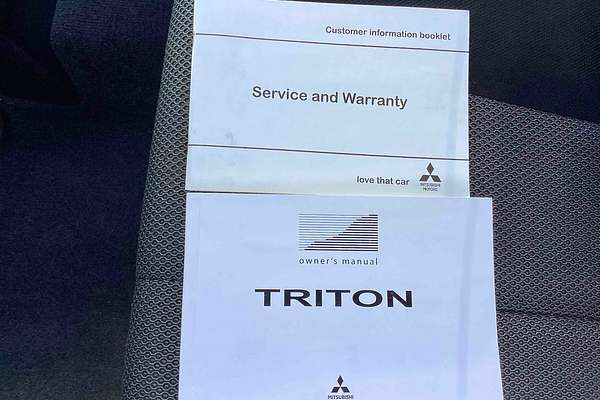 Customer information booklet
Service and Warranty
love that car
MITSUBISHI
MOTORS
owner's manual
TRITON
MITSUBISHI